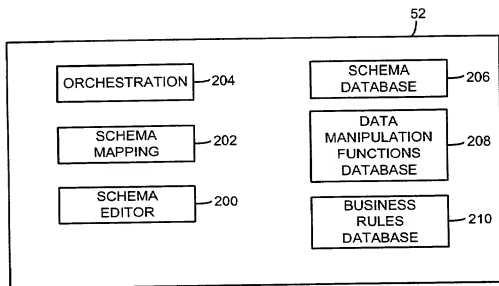 52
ORCHESTRATION
204
SCHEMA
MAPPING
202
SCHEMA
EDITOR
200
SCHEMA
DATABASE
206
DATA
MANIPULATION
FUNCTIONS
DATABASE
208
BUSINESS
RULES
DATABASE
210